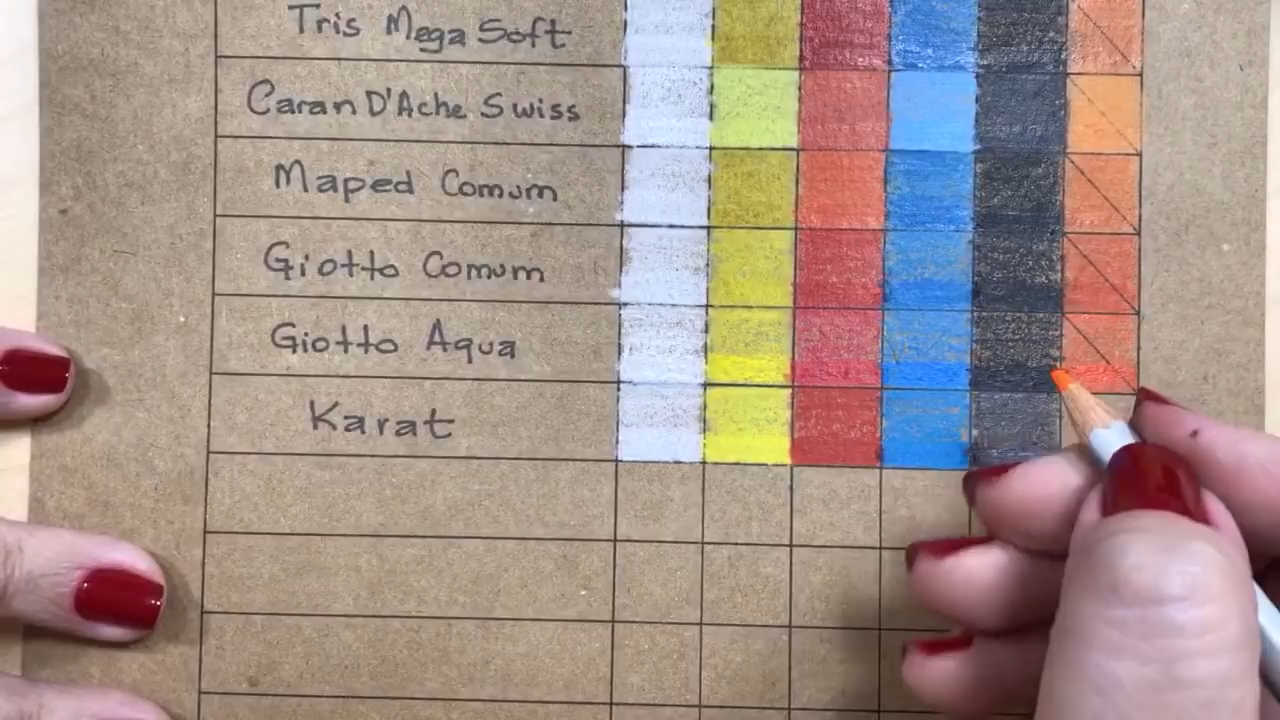 Tris Mega Soft
Caran D'Ache Swiss
Maped Comum
Giotto Comum
Giotto Aqua
Karat